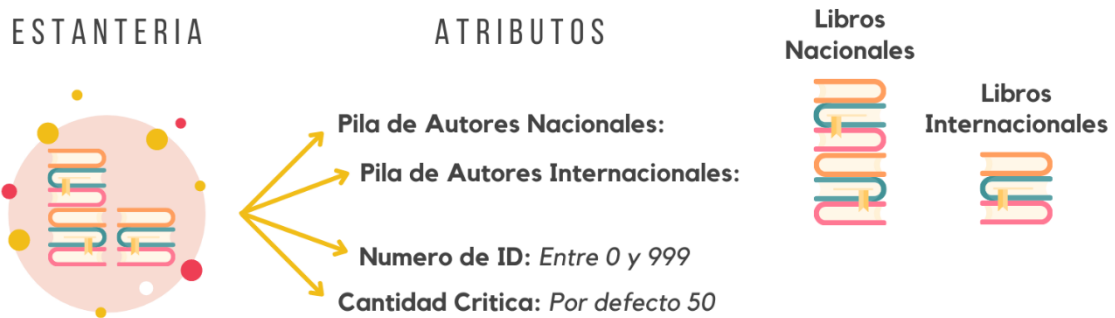 ESTANTERIA
ATRIBUTOS
Libros
Nacionales
Libros
Internacionales
Pila de Autores Nacionales:
Pila de Autores Internacionales:
Numero de ID: Entre 0 y 999
Cantidad Critica: Por defecto 50